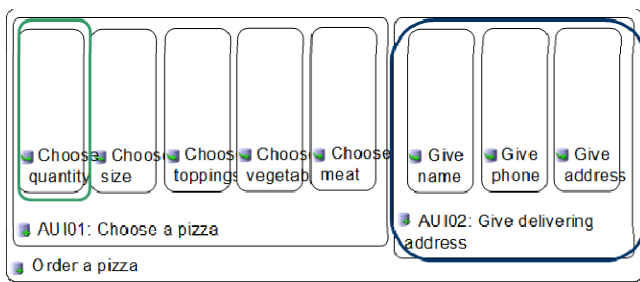 Choose quantity
Choose size
Choose toppings
Choose vegetab
Choose meat
Give name
Give phone
Give address
AUI01: Choose a pizza
AUI02: Give delivering
address
Order a pizza